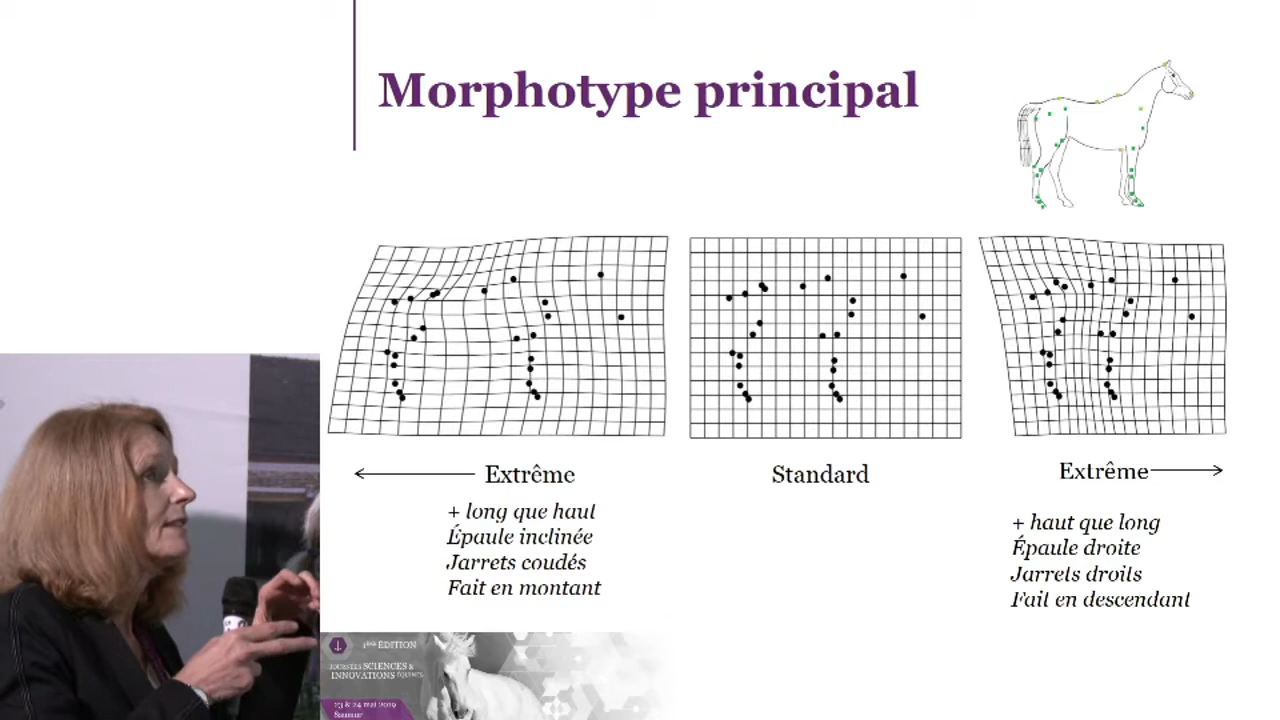 Morphotype principal
Extrême
Standard
Extrême
+ long que haut
Épaule inclinée
Jarrets coudés
Fait en montant
+ haut que long
Épaule droite
Jarrets droits
Fait en descendant
1ère ÉDITION
JOURNÉES SCIENCES &
INNOVATIONS ÉQUINES
23 & 24 mai 2019
Saumur